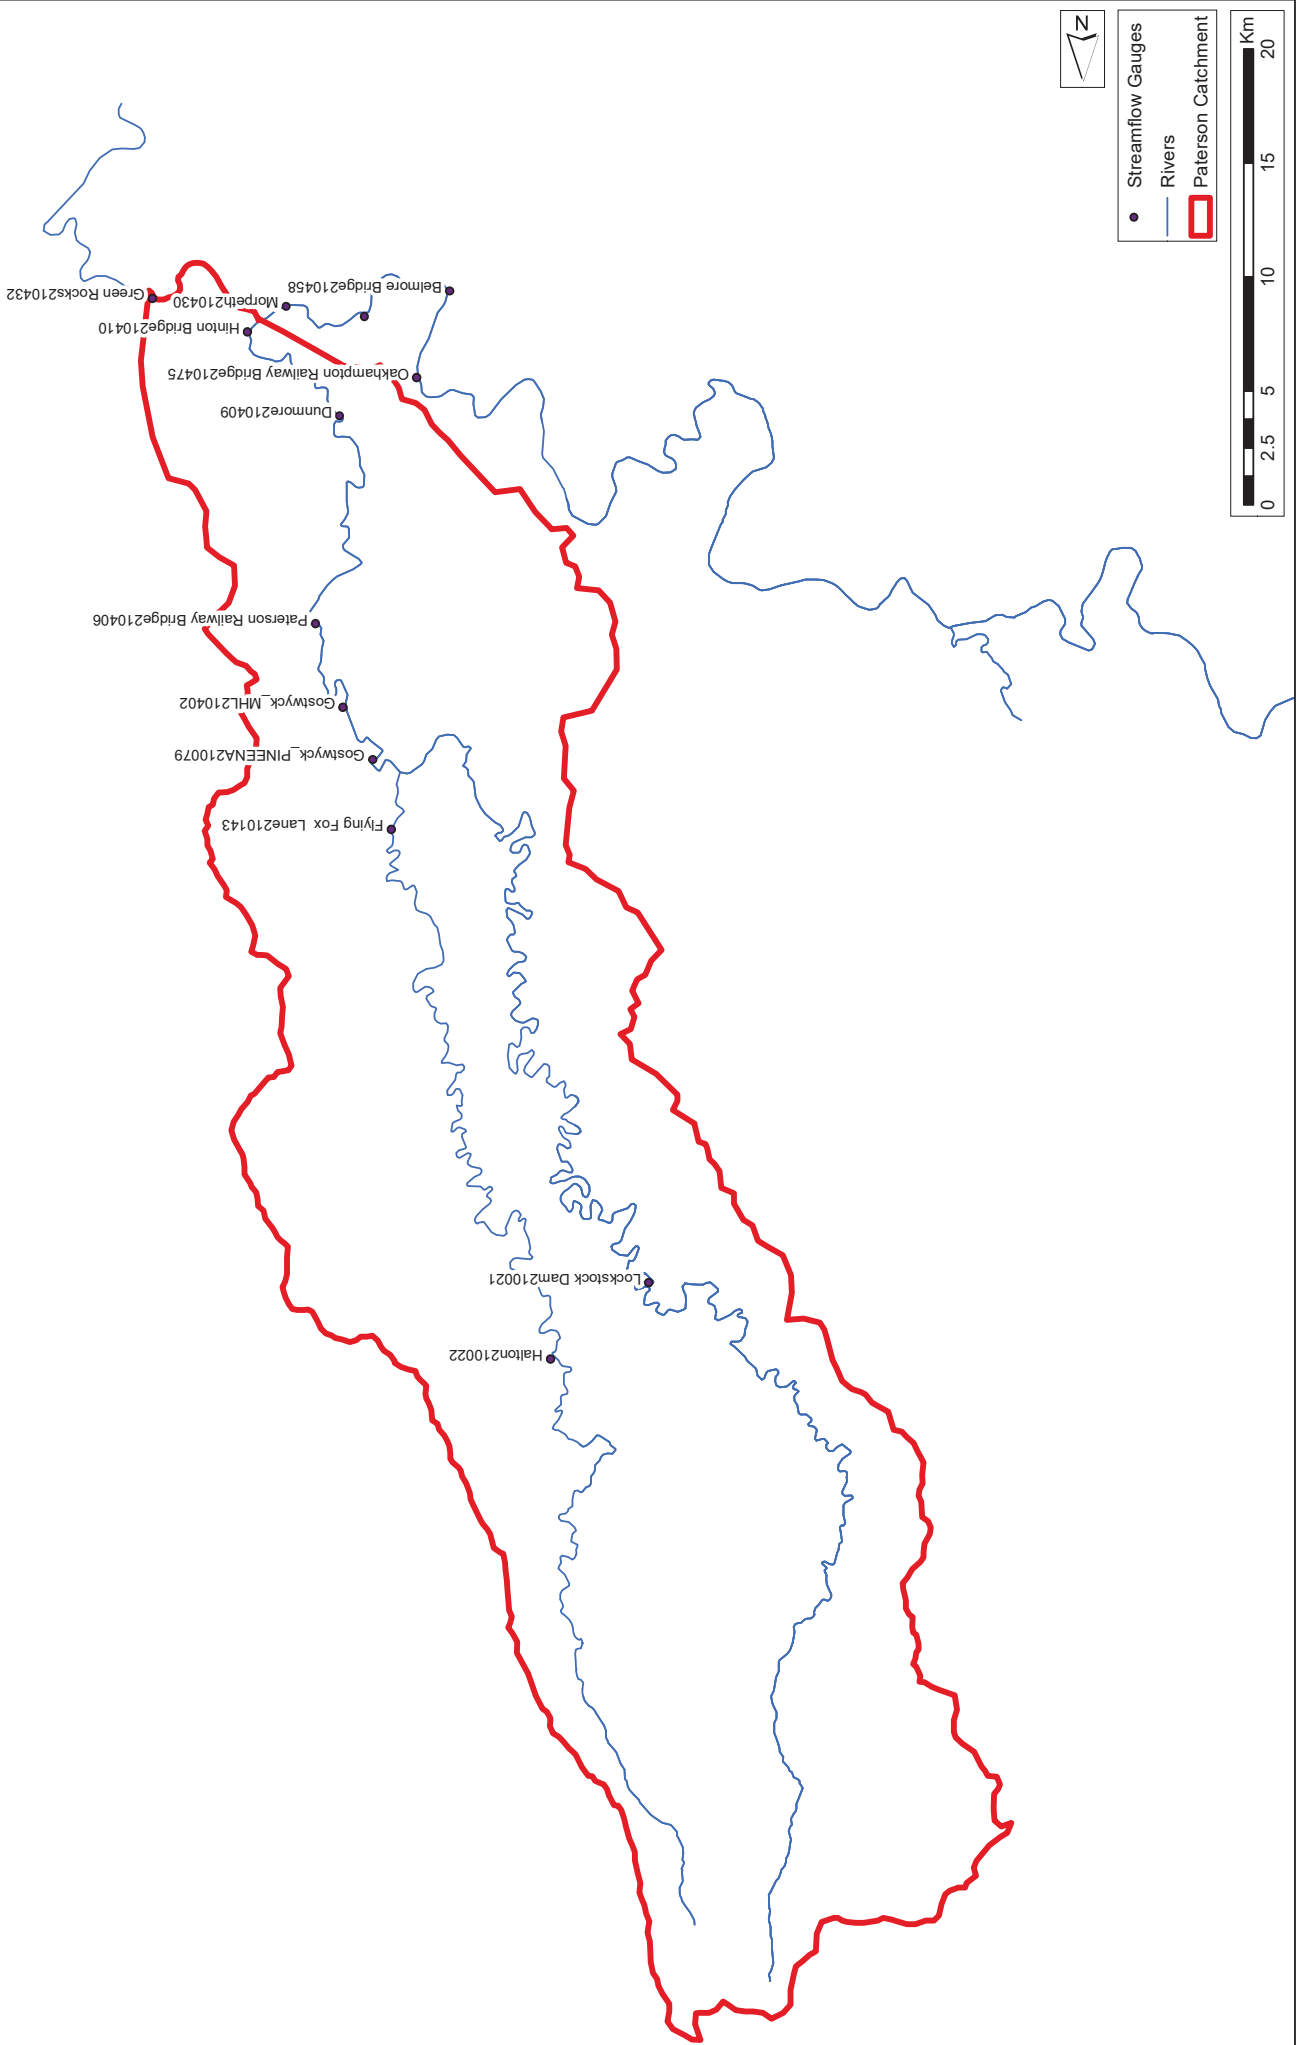 Green Rocks210432
Morpeth210430
Hinton Bridge210410
Belmore Bridge210458
Oakhampton Railway Bridge210475
Dunmore210409
Paterson Railway Bridge210406
Gostwyck_MHL210402
Gostwyck_PINEENA210079
Flying Fox Lane210143
Lockstock Dam210021
Halton210022
N
Streamflow Gauges
Rivers
Paterson Catchment
Km
0 2.5 5 10 15 20